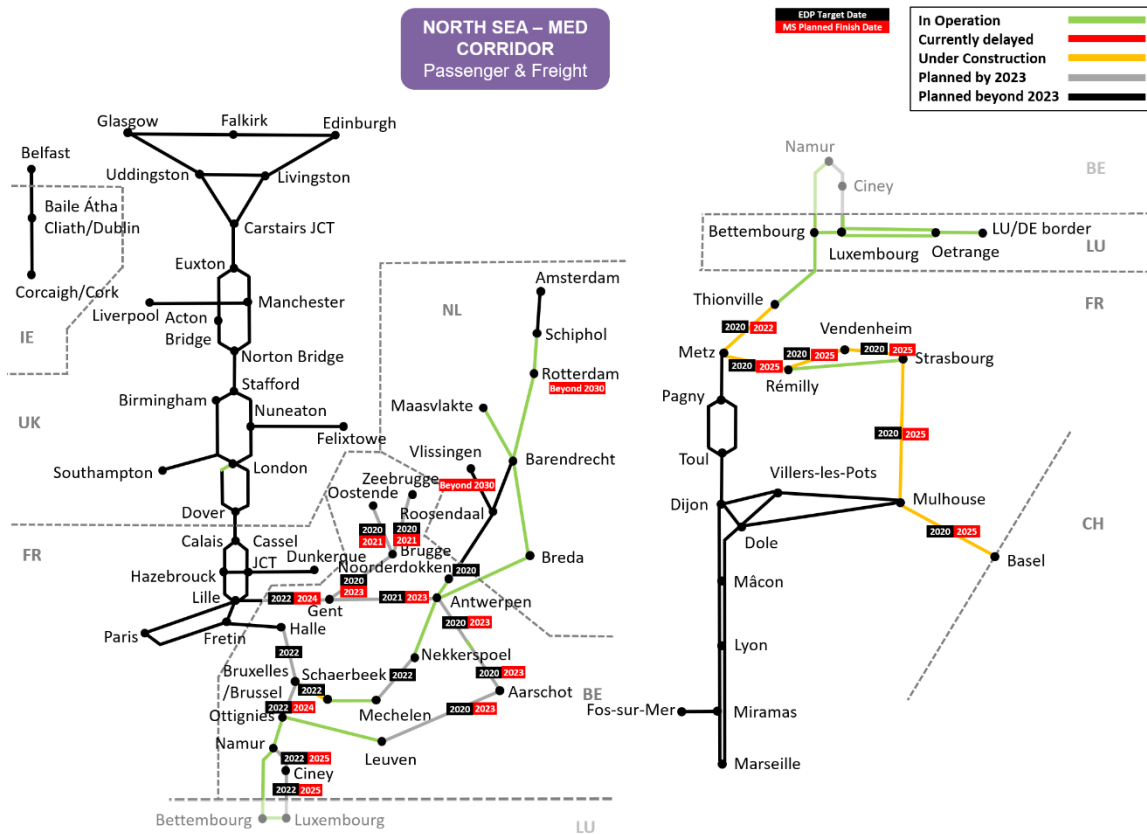 NORTH SEA – MED
CORRIDOR
Passenger & Freight
EDP Target Date
MS Planned Finish Date
In Operation
Currently delayed
Under Construction
Planned by 2023
Planned beyond 2023
Glasgow
Falkirk
Edinburgh
Belfast
Uddingston
Livingston
Baile Átha
Cliath/Dublin
Carstairs JCT
Corcaigh/Cork
IE
Euxton
Liverpool
Manchester
Acton
Bridge
Norton Bridge
Stafford
Birmingham
Nuneaton
UK
Felixtowe
Southampton
London
Dover
FR
Calais
Cassel
JCT
Dunkerque
Hazebrouck
Lille
2022 2024
Paris
Fretin
Halle
2022
NL
Amsterdam
Schiphol
Rotterdam
Beyond 2030
Maasvlakte
Vlissingen
Barendrecht
Zeebrugge
Beyond 2030
Oostende
Roosendaal
2020
2021
2020
2021
Brugge
Noorderdokken
2020
Breda
2020
2023
Gent
2021 2023
Antwerpen
2020 2023
Nekkerspoel
2020 2023
Bruxelles
/Brussel
Schaerbeek
2022
2022
Aarschot
BE
Mechelen
2022 2024
Ottignies
2020 2023
Leuven
Namur
2022 2025
Ciney
2022 2025
Bettembourg
Luxembourg
LU
Namur
BE
Ciney
Bettembourg
Luxembourg
Oetrange
LU/DE border
LU
Thionville
FR
2020 2022
Metz
Vendenheim
2020 2025
2020 2025
2020 2025
Strasbourg
Rémilly
Pagny
2020 2025
Toul
Villers-les-Pots
Dijon
Mulhouse
CH
Dole
2020 2025
Basel
Mâcon
Lyon
Fos-sur-Mer
Miramas
Marseille